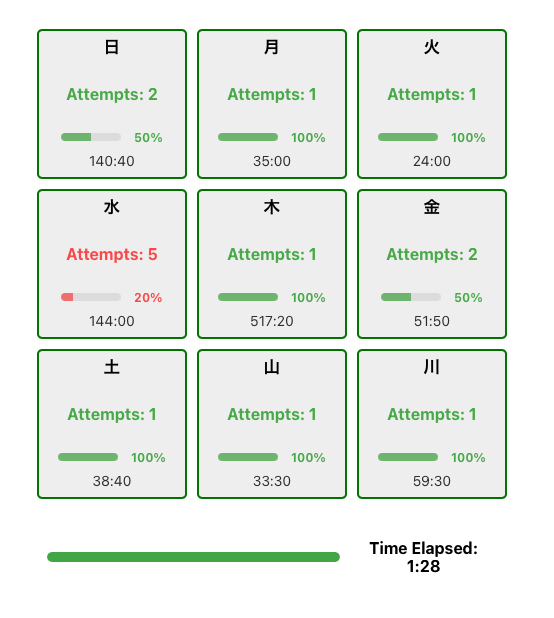 日
Attempts: 2
50%
140:40
月
Attempts: 1
100%
35:00
火
Attempts: 1
100%
24:00
水
Attempts: 5
20%
144:00
木
Attempts: 1
100%
517:20
金
Attempts: 2
50%
51:50
土
Attempts: 1
100%
38:40
山
Attempts: 1
100%
33:30
川
Attempts: 1
100%
59:30
Time Elapsed:
1:28